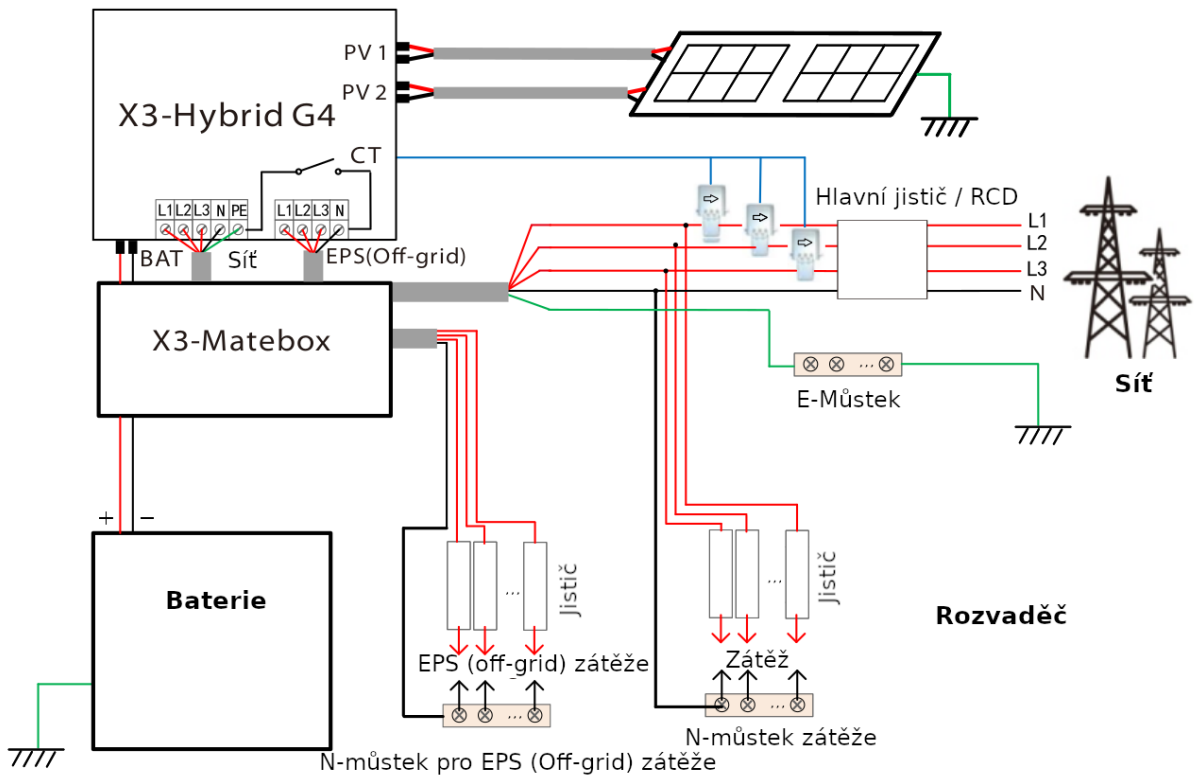 PV 1
PV 2
X3-Hybrid G4
CT
L1 L2 L3 N PE
L1 L2 L3 N
BAT
Síť
EPS(Off-grid)
Hlavní jistič / RCD
L1
L2
L3
N
X3-Matebox
Síť
... 
E-Můstek
+ −
Baterie
...
Jistič
...
Jistič
Rozvaděč
EPS (off-grid) zátěže
Zátěž
...
...
N-můstek zátěže
N-můstek pro EPS (Off-grid) zátěže